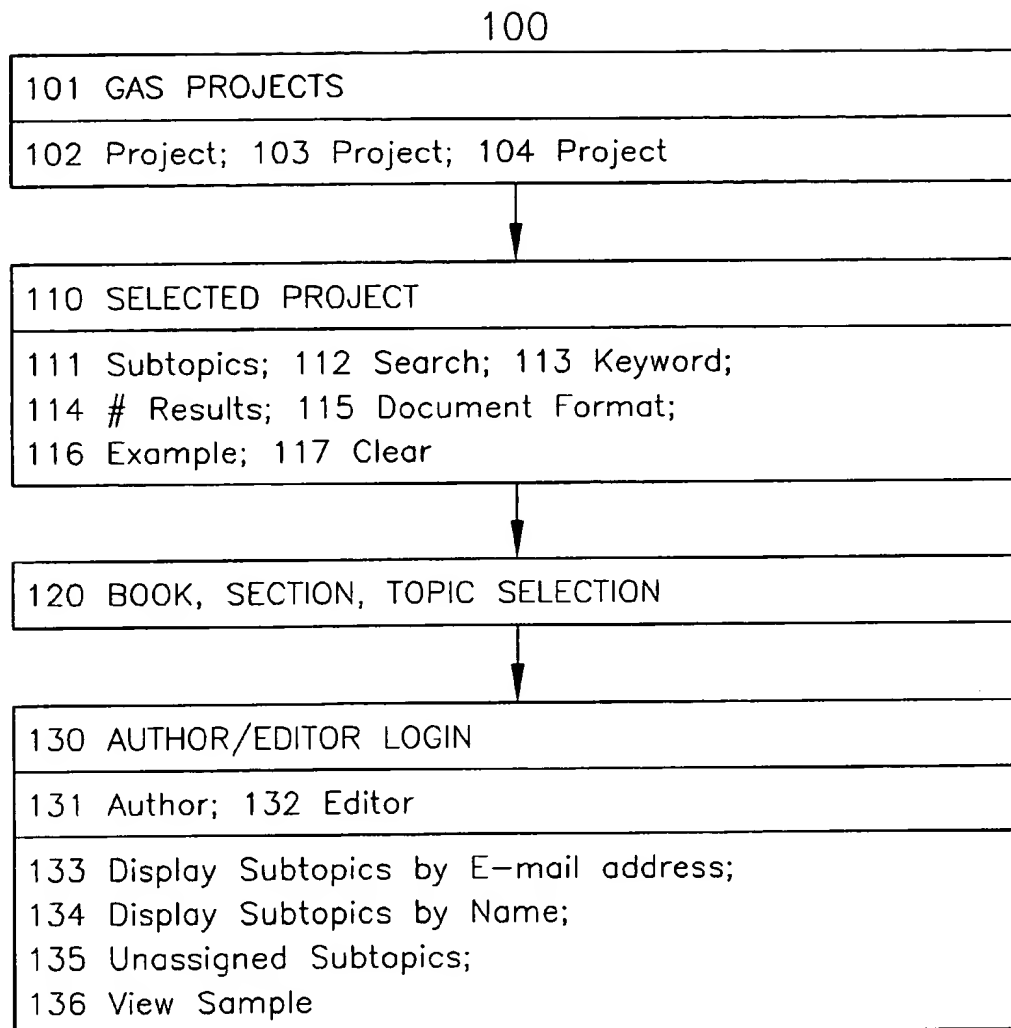 100
101 GAS PROJECTS
102 Project; 103 Project; 104 Project
110 SELECTED PROJECT
111 Subtopics; 112 Search; 113 Keyword;
114 # Results; 115 Document Format;
116 Example; 117 Clear
120 BOOK, SECTION, TOPIC SELECTION
130 AUTHOR/EDITOR LOGIN
131 Author; 132 Editor
133 Display Subtopics by E-mail address;
134 Display Subtopics by Name;
135 Unassigned Subtopics;
136 View Sample